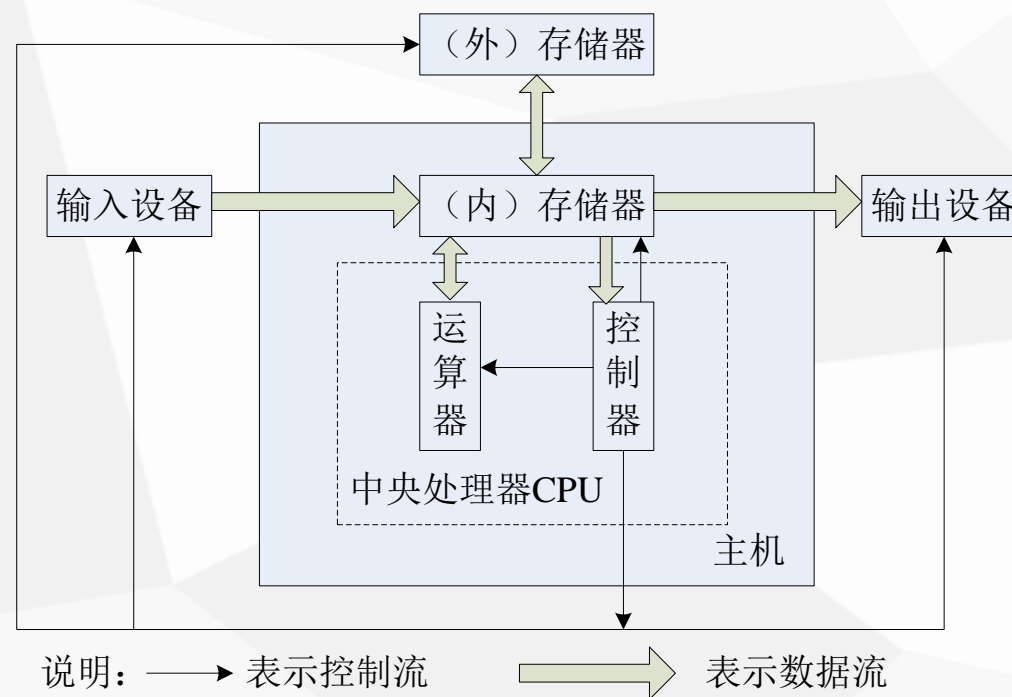 （外）存储器
输入设备
（内）存储器
输出设备
运算器
控制器
中央处理器CPU
主机
说明：
表示控制流
表示数据流